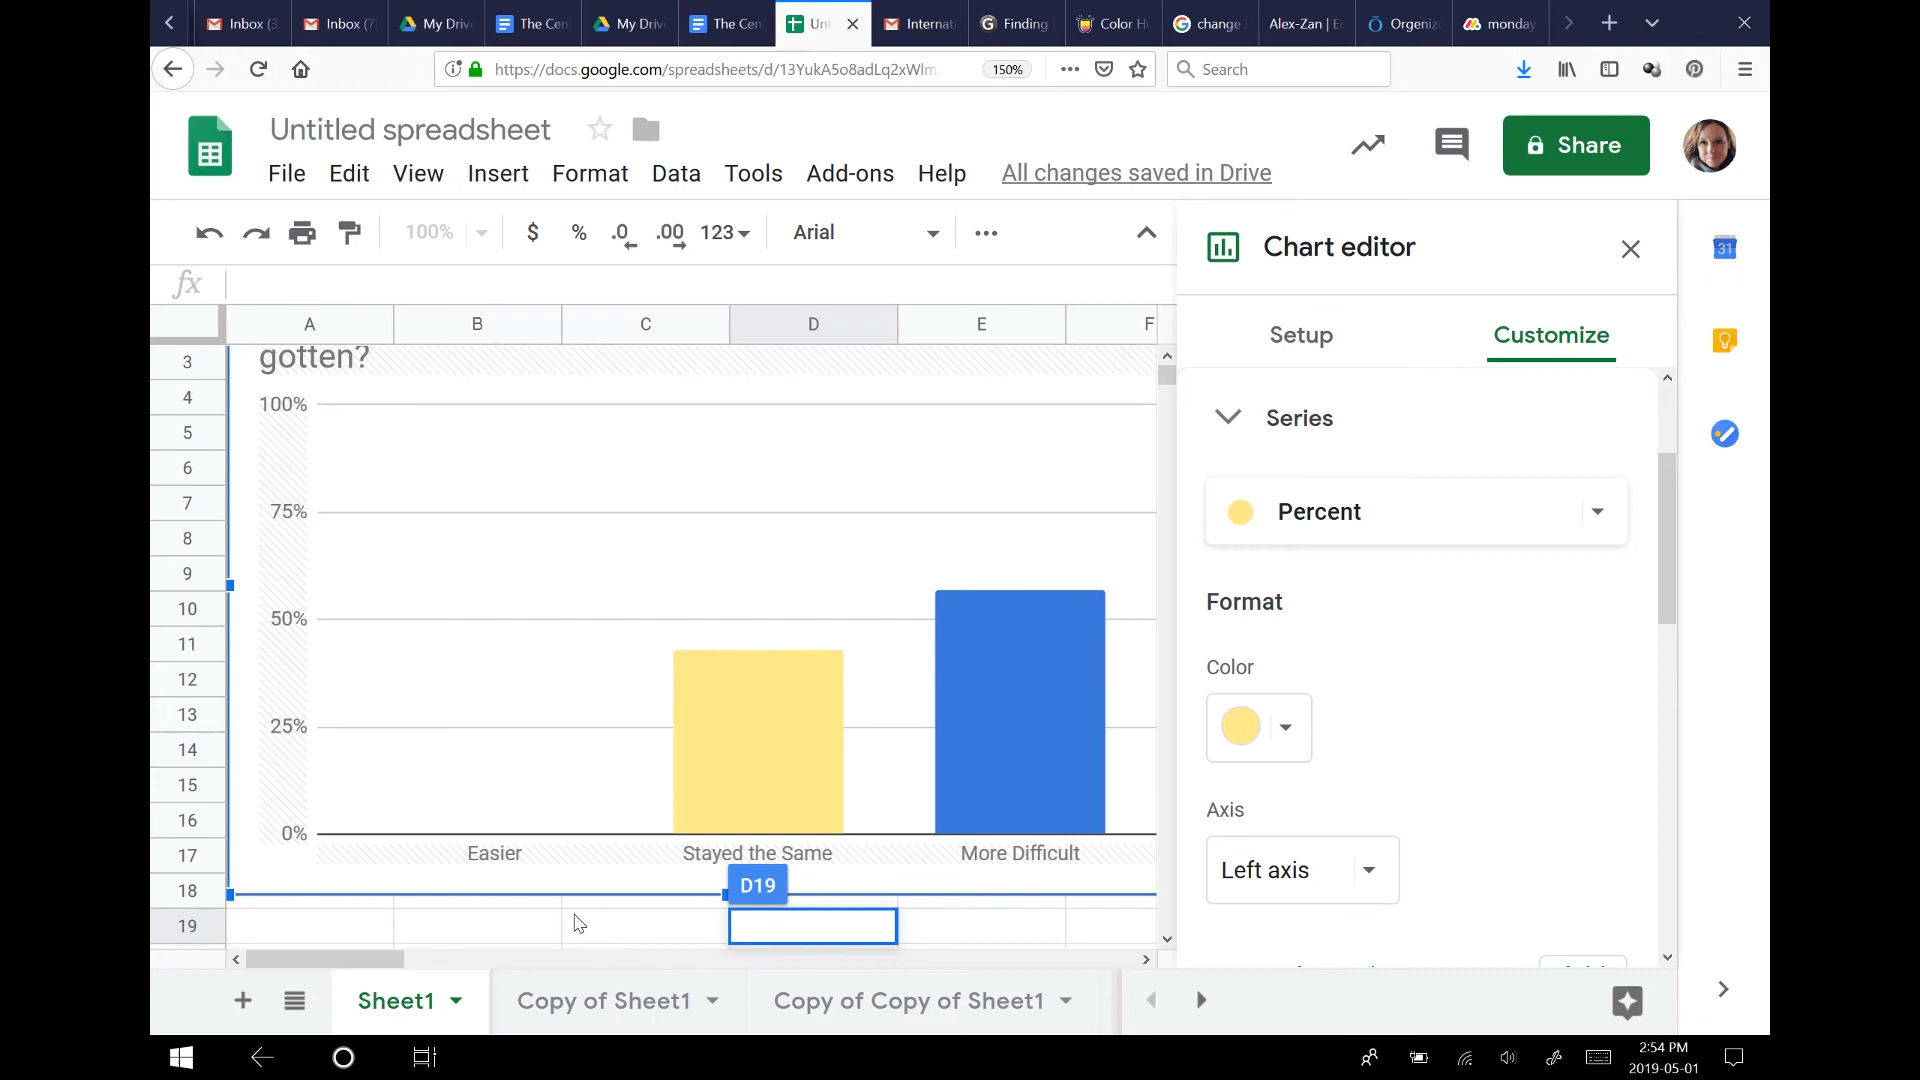 Inbox (3
Inbox (7
My Driv
The Cen
My Driv
The Cen
Unt
Internat
Finding
Color H
change
Alex-Zan | E
Organiz
monday
https://docs.google.com/spreadsheets/d/13YukA5o8adLq2xWlm
150%
Search
Untitled spreadsheet
Share
File Edit View Insert Format Data Tools Add-ons Help All changes saved in Drive
100% $ % .0 .00 123 Arial
Chart editor
31
fx
Setup Customize
A B C D E F
3
4
5
6
7
8
9
10
11
12
13
14
15
16
17
18
19
gotten?
100%
75%
50%
25%
0%
Easier Stayed the Same More Difficult
D19
Series
Percent
Format
Color
Axis
Left axis
Sheet1 Copy of Sheet1 Copy of Copy of Sheet1
2:54 PM
2019-05-01